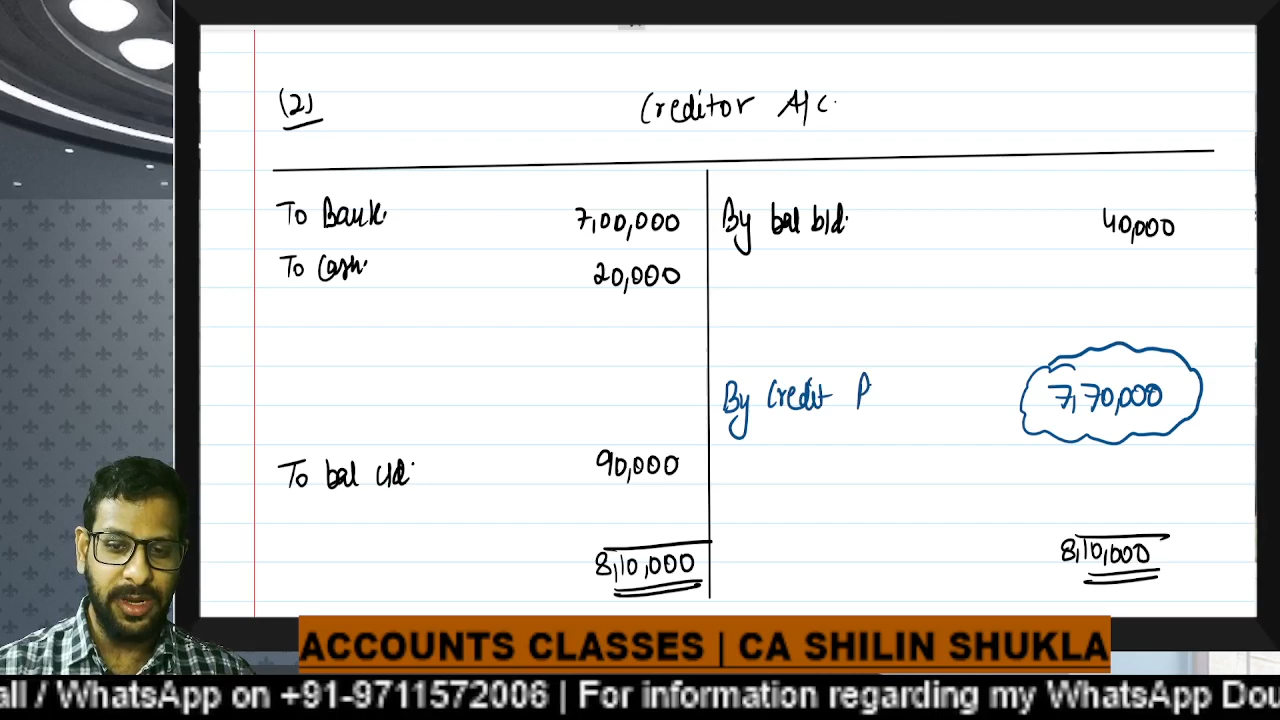 (2)
Creditor A/c.
To Bank. 7,00,000
By bal b/d. 40,000
To Cash. 20,000
By Credit P 7,70,000
To bal c/d. 90,000
8,10,000
8,10,000
ACCOUNTS CLASSES | CA SHILIN SHUKLA
all / WhatsApp on +91-9711572006 | For information regarding my WhatsApp Dou